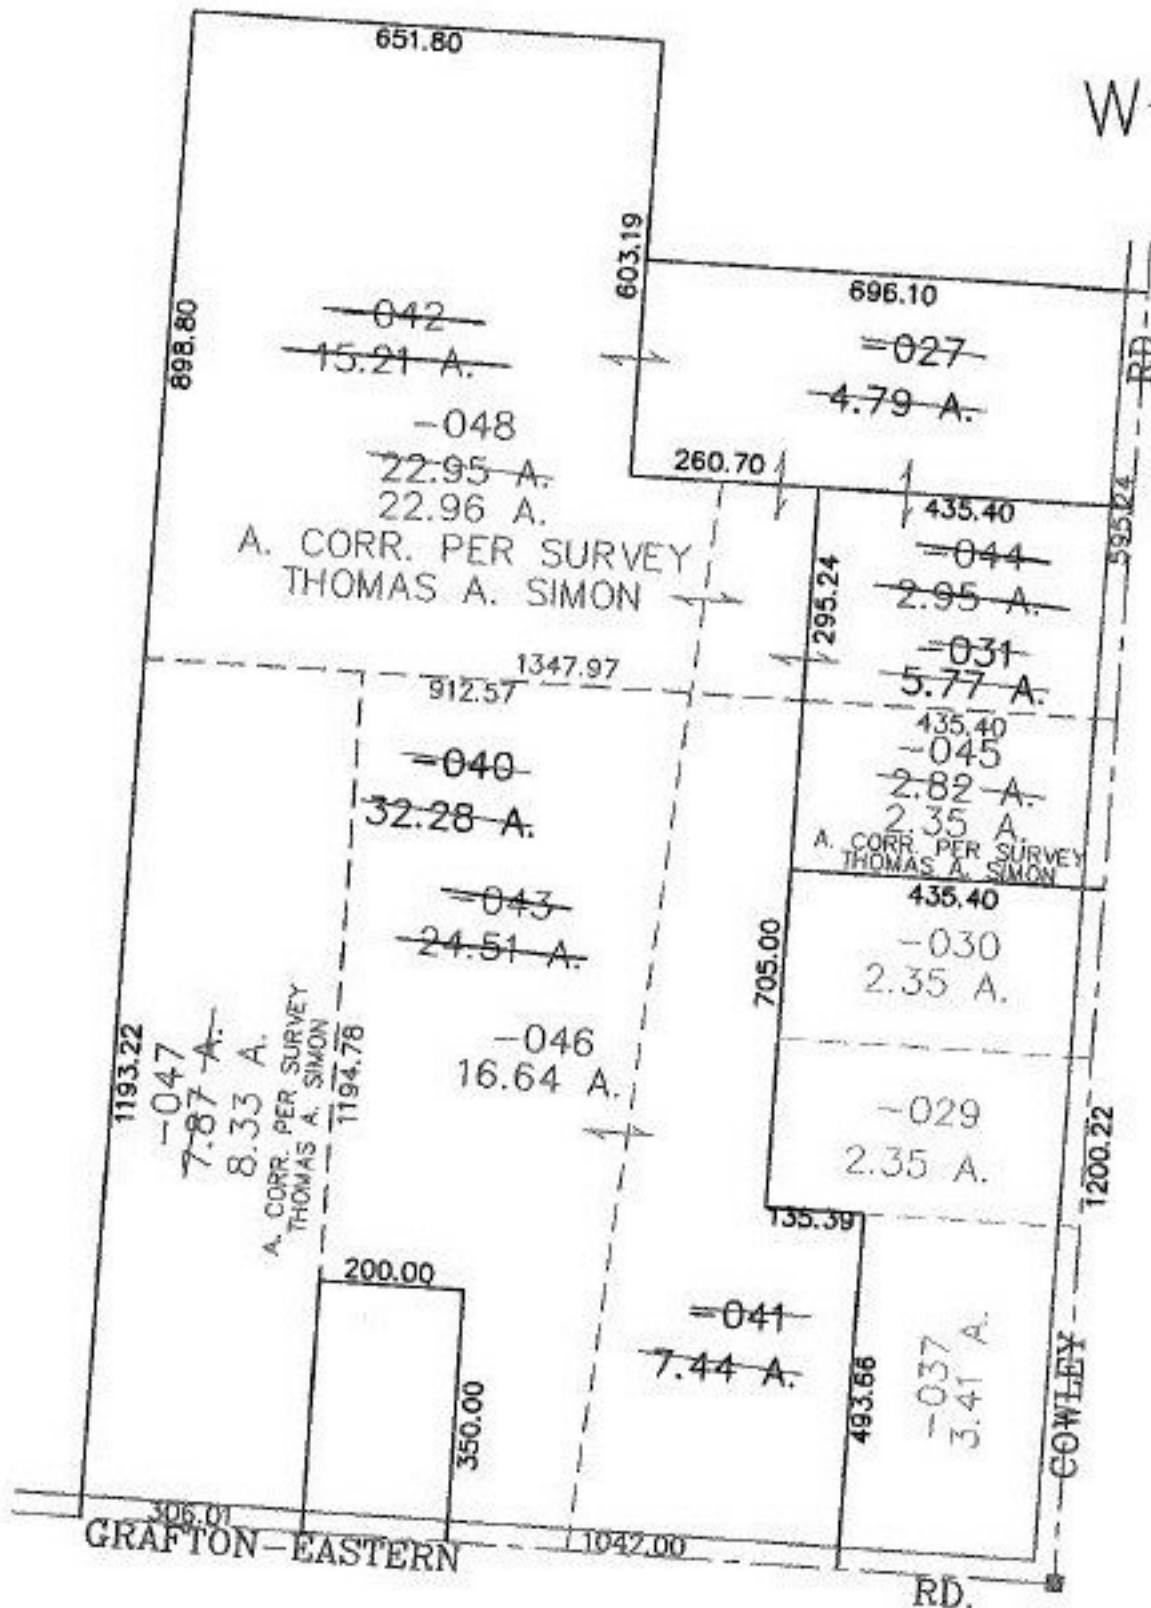 651.80
W
603.19
696.10
-042
15.21 A.
=027
4.79 A.
898.80
RD
-048
22.95 A.
22.96 A.
A. CORR. PER SURVEY
THOMAS A. SIMON
260.70
435.40
595.24
-044
2.95 A.
295.24
-031
5.77 A.
1347.97
912.57
435.40
-045
2.82 A.
2.35 A.
A. CORR. PER SURVEY
THOMAS A. SIMON
=040
32.28 A.
435.40
-043
24.51 A.
-030
2.35 A.
705.00
1193.22
-047
7.87 A.
8.33 A.
A. CORR. PER SURVEY
THOMAS A. SIMON
1194.78
-046
16.64 A.
-029
2.35 A.
1200.22
135.39
200.00
=041
7.44 A.
350.00
493.66
-037
3.41 A.
COWLEY
306.01
GRAFTON-EASTERN
1042.00
RD.